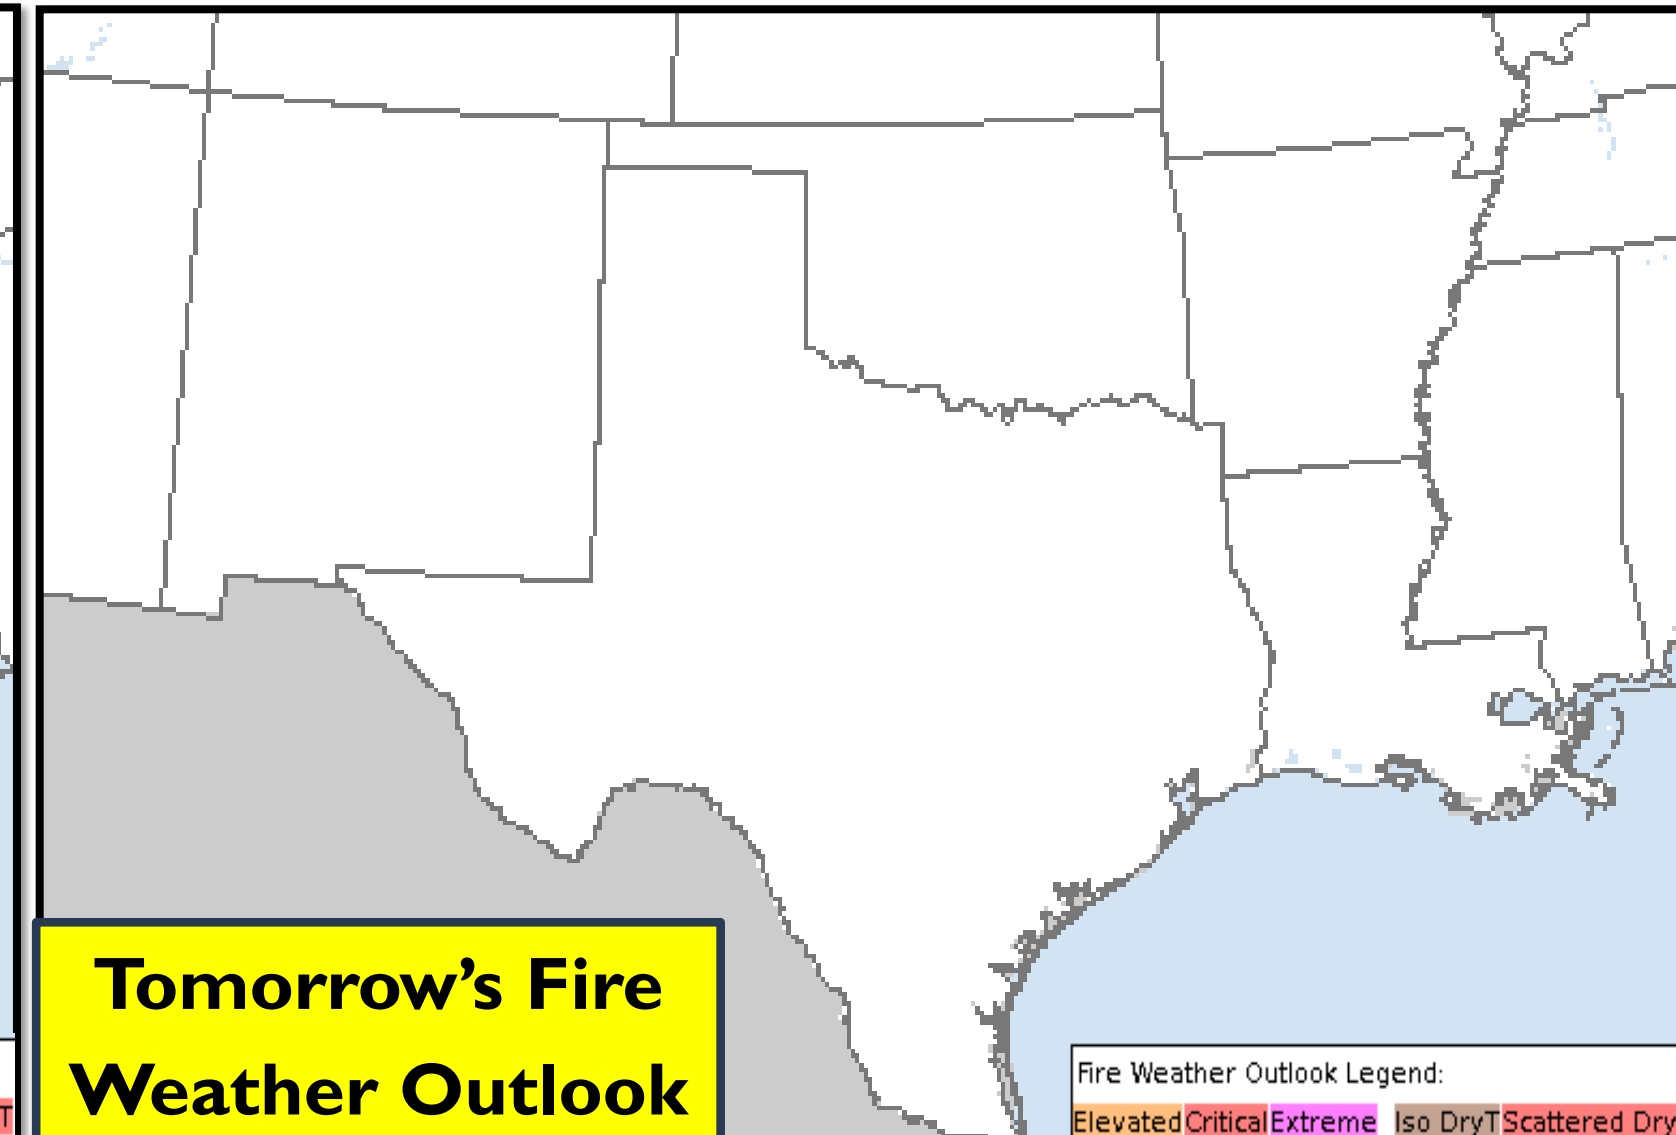 Tomorrow’s Fire
Weather Outlook
Fire Weather Outlook Legend:
Elevated Critical Extreme Iso DryT Scattered Dry
T